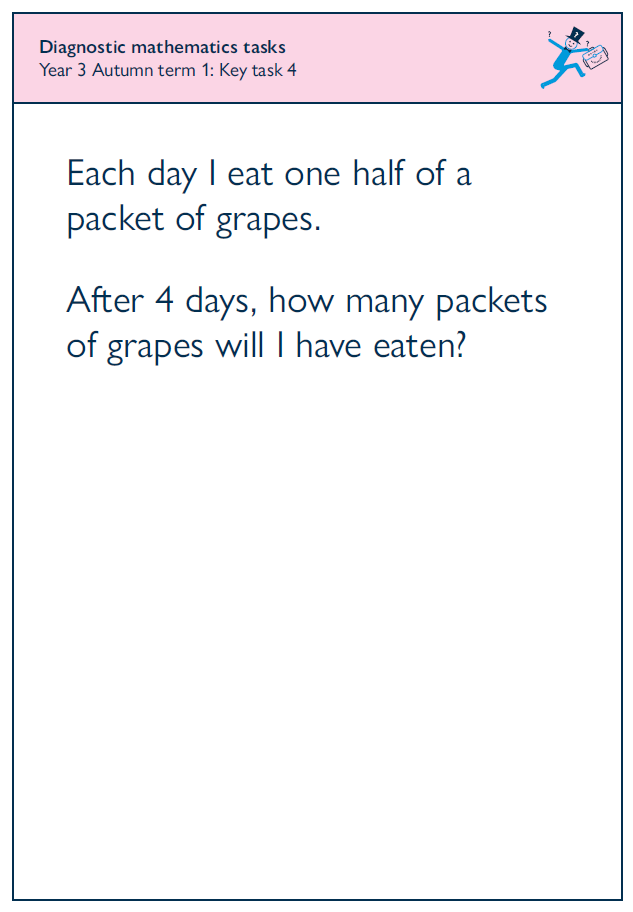 Diagnostic mathematics tasks
Year 3 Autumn term 1: Key task 4
Each day I eat one half of a
packet of grapes.
After 4 days, how many packets
of grapes will I have eaten?